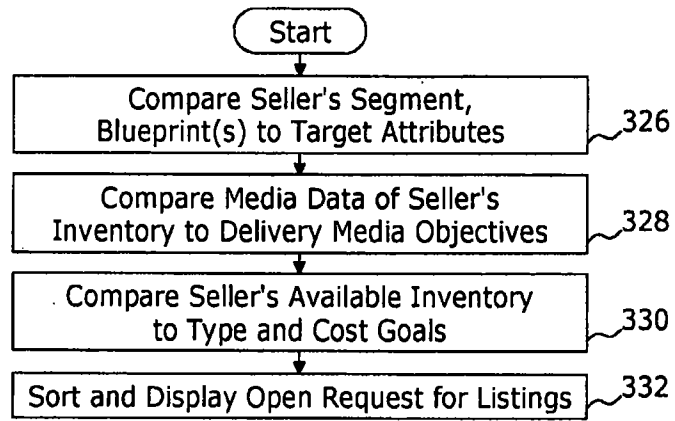 Start
Compare Seller's Segment,
Blueprint(s) to Target Attributes
326
Compare Media Data of Seller's
Inventory to Delivery Media Objectives
328
Compare Seller's Available Inventory
to Type and Cost Goals
330
Sort and Display Open Request for Listings
332